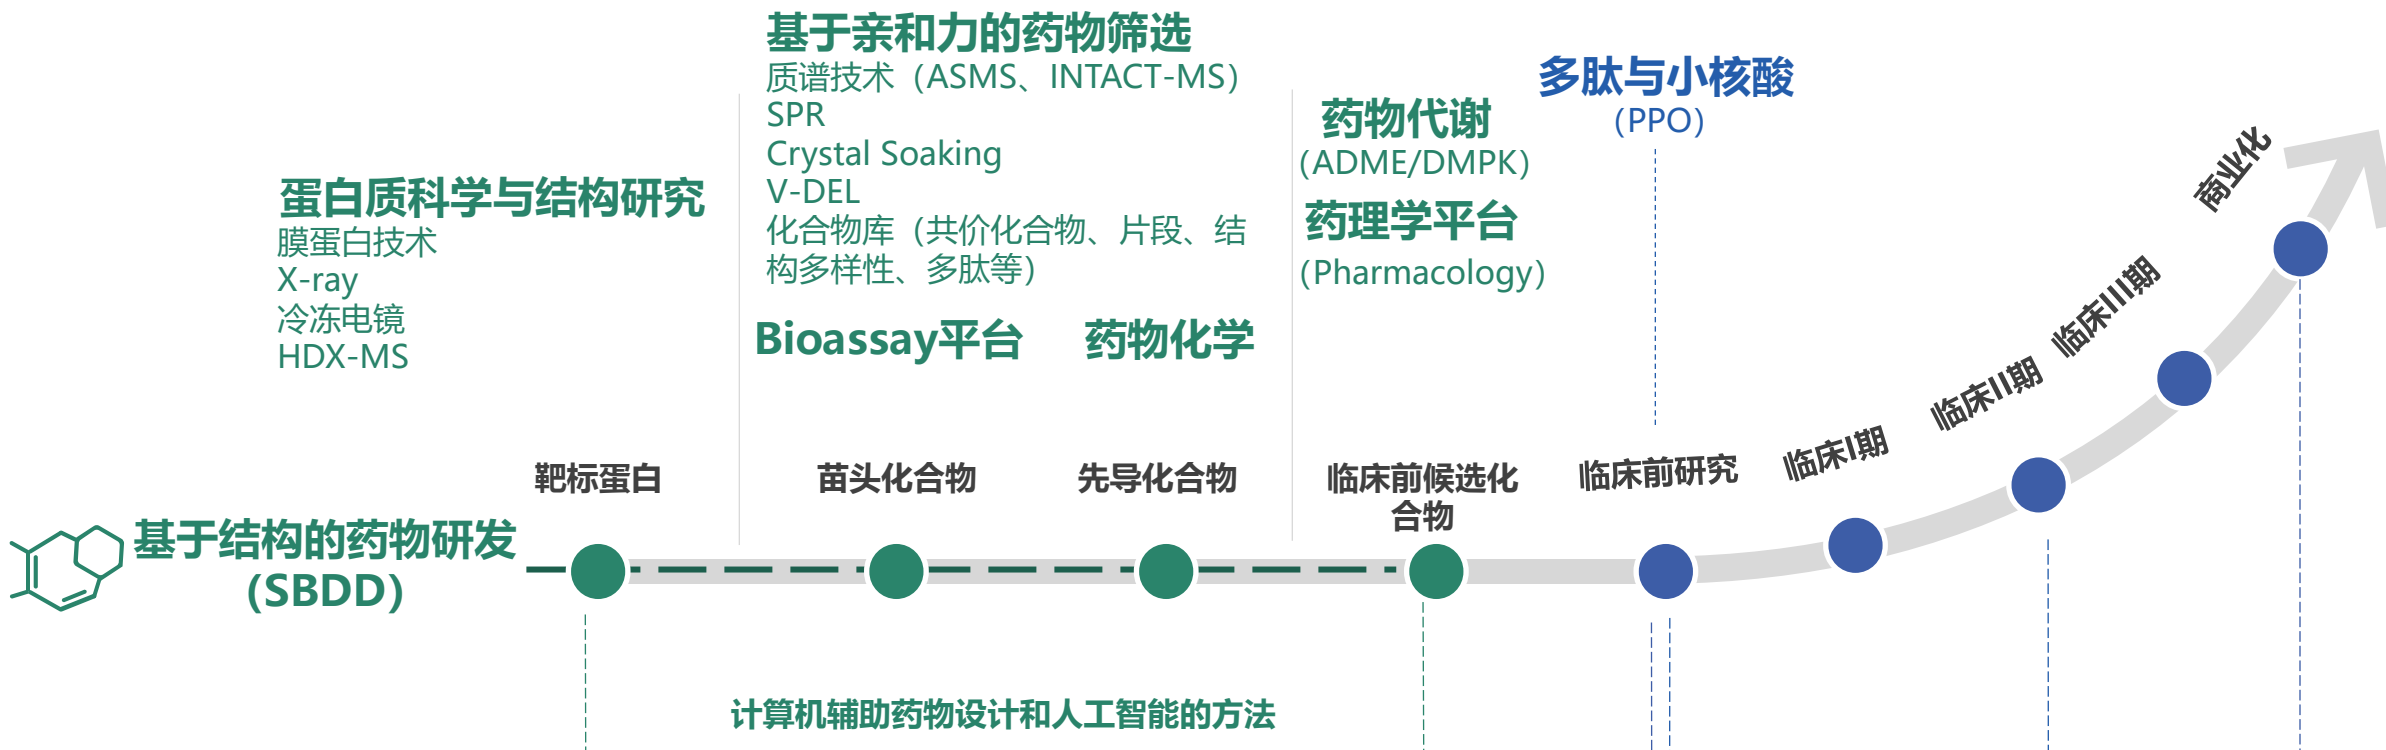 基于亲和力的药物筛选
质谱技术（ASMS、INTACT-MS）
SPR
Crystal Soaking
V-DEL
化合物库（共价化合物、片段、结
构多样性、多肽等）
Bioassay平台
药物化学
蛋白质科学与结构研究
膜蛋白技术
X-ray
冷冻电镜
HDX-MS
药物代谢
（ADME/DMPK）
药理学平台
（Pharmacology）
多肽与小核酸
（PPO）
靶标蛋白
苗头化合物
先导化合物
临床前候选化
合物
临床前研究
临床I期
临床II期
临床III期
商业化
基于结构的药物研发
（SBDD）
计算机辅助药物设计和人工智能的方法